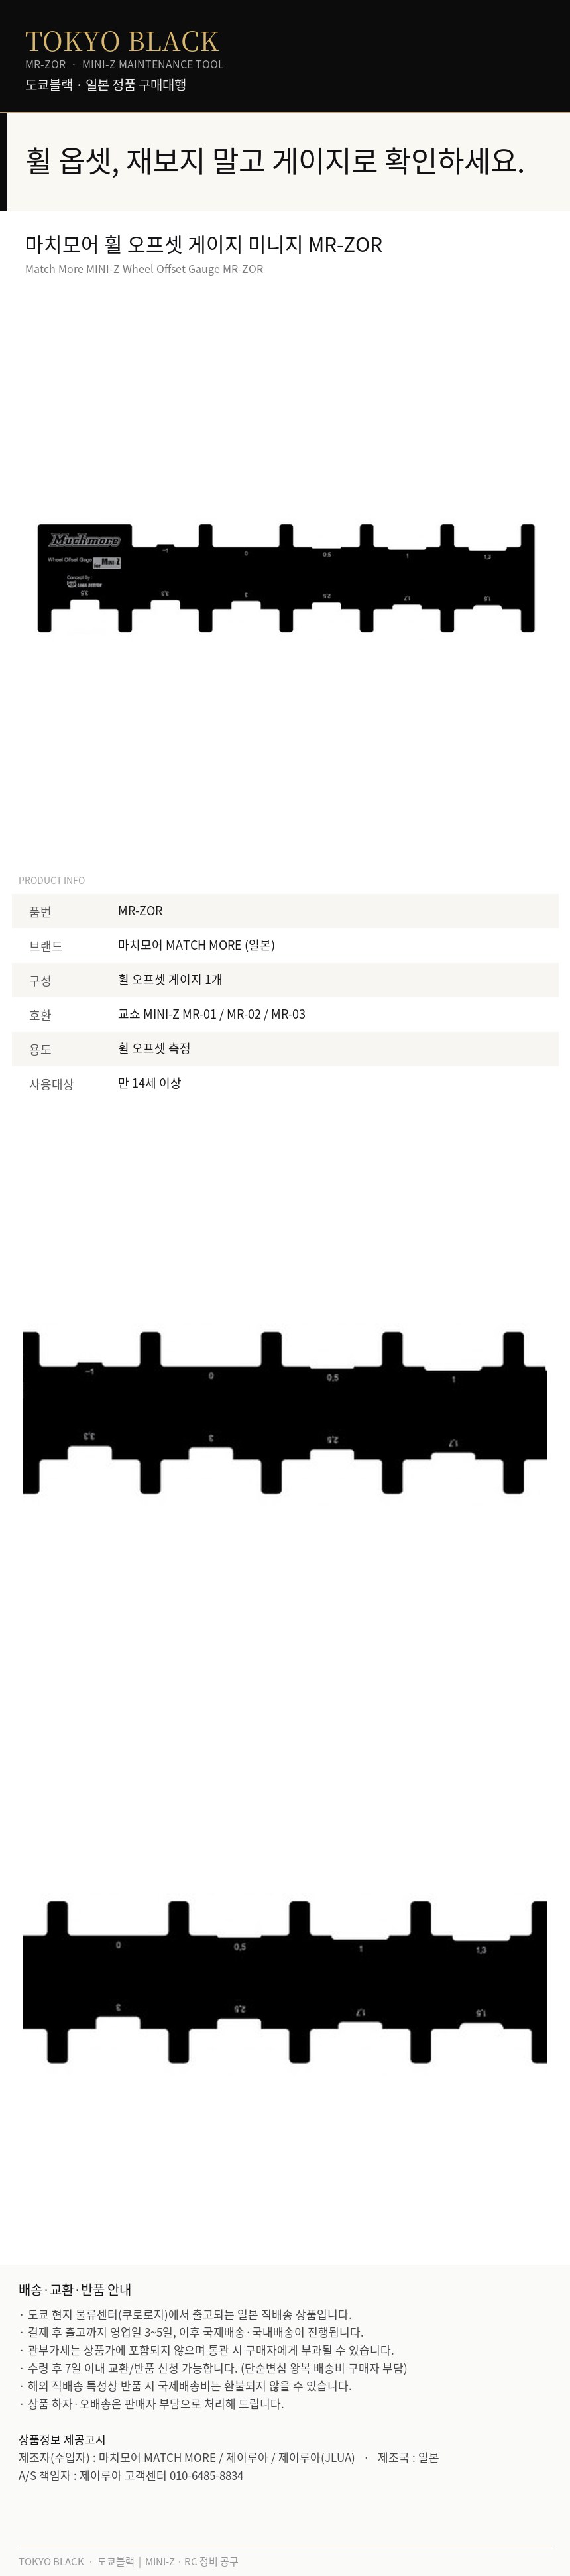 TOKYO BLACK
MR-ZOR · MINI-Z MAINTENANCE TOOL
도쿄블랙 · 일본 정품 구매대행
휠 옵셋, 재보지 말고 게이지로 확인하세요.
마치모어 휠 오프셋 게이지 미니지 MR-ZOR
Match More MINI-Z Wheel Offset Gauge MR-ZOR
Muchmore
Wheel Offset Gage For MINI-Z
Concept By :
LEGA DESIGN
-1 0 0,5 1 1,3
3,5 3,3 3 2,5 1,7 1,5
PRODUCT INFO
품번 MR-ZOR
브랜드 마치모어 MATCH MORE (일본)
구성 휠 오프셋 게이지 1개
호환 교쇼 MINI-Z MR-01 / MR-02 / MR-03
용도 휠 오프셋 측정
사용대상 만 14세 이상
-1 0 0,5 1
3,3 3 2,5 1,7
0 0,5 1 1,3
3 2,5 1,7 1,5
배송·교환·반품 안내
· 도쿄 현지 물류센터(쿠로로지)에서 출고되는 일본 직배송 상품입니다.
· 결제 후 출고까지 영업일 3~5일, 이후 국제배송·국내배송이 진행됩니다.
· 관부가세는 상품가에 포함되지 않으며 통관 시 구매자에게 부과될 수 있습니다.
· 수령 후 7일 이내 교환/반품 신청 가능합니다. (단순변심 왕복 배송비 구매자 부담)
· 해외 직배송 특성상 반품 시 국제배송비는 환불되지 않을 수 있습니다.
· 상품 하자·오배송은 판매자 부담으로 처리해 드립니다.
상품정보 제공고시
제조자(수입자) : 마치모어 MATCH MORE / 제이루아 / 제이루아(JLUA) · 제조국 : 일본
A/S 책임자 : 제이루아 고객센터 010-6485-8834
TOKYO BLACK · 도쿄블랙 | MINI-Z · RC 정비 공구